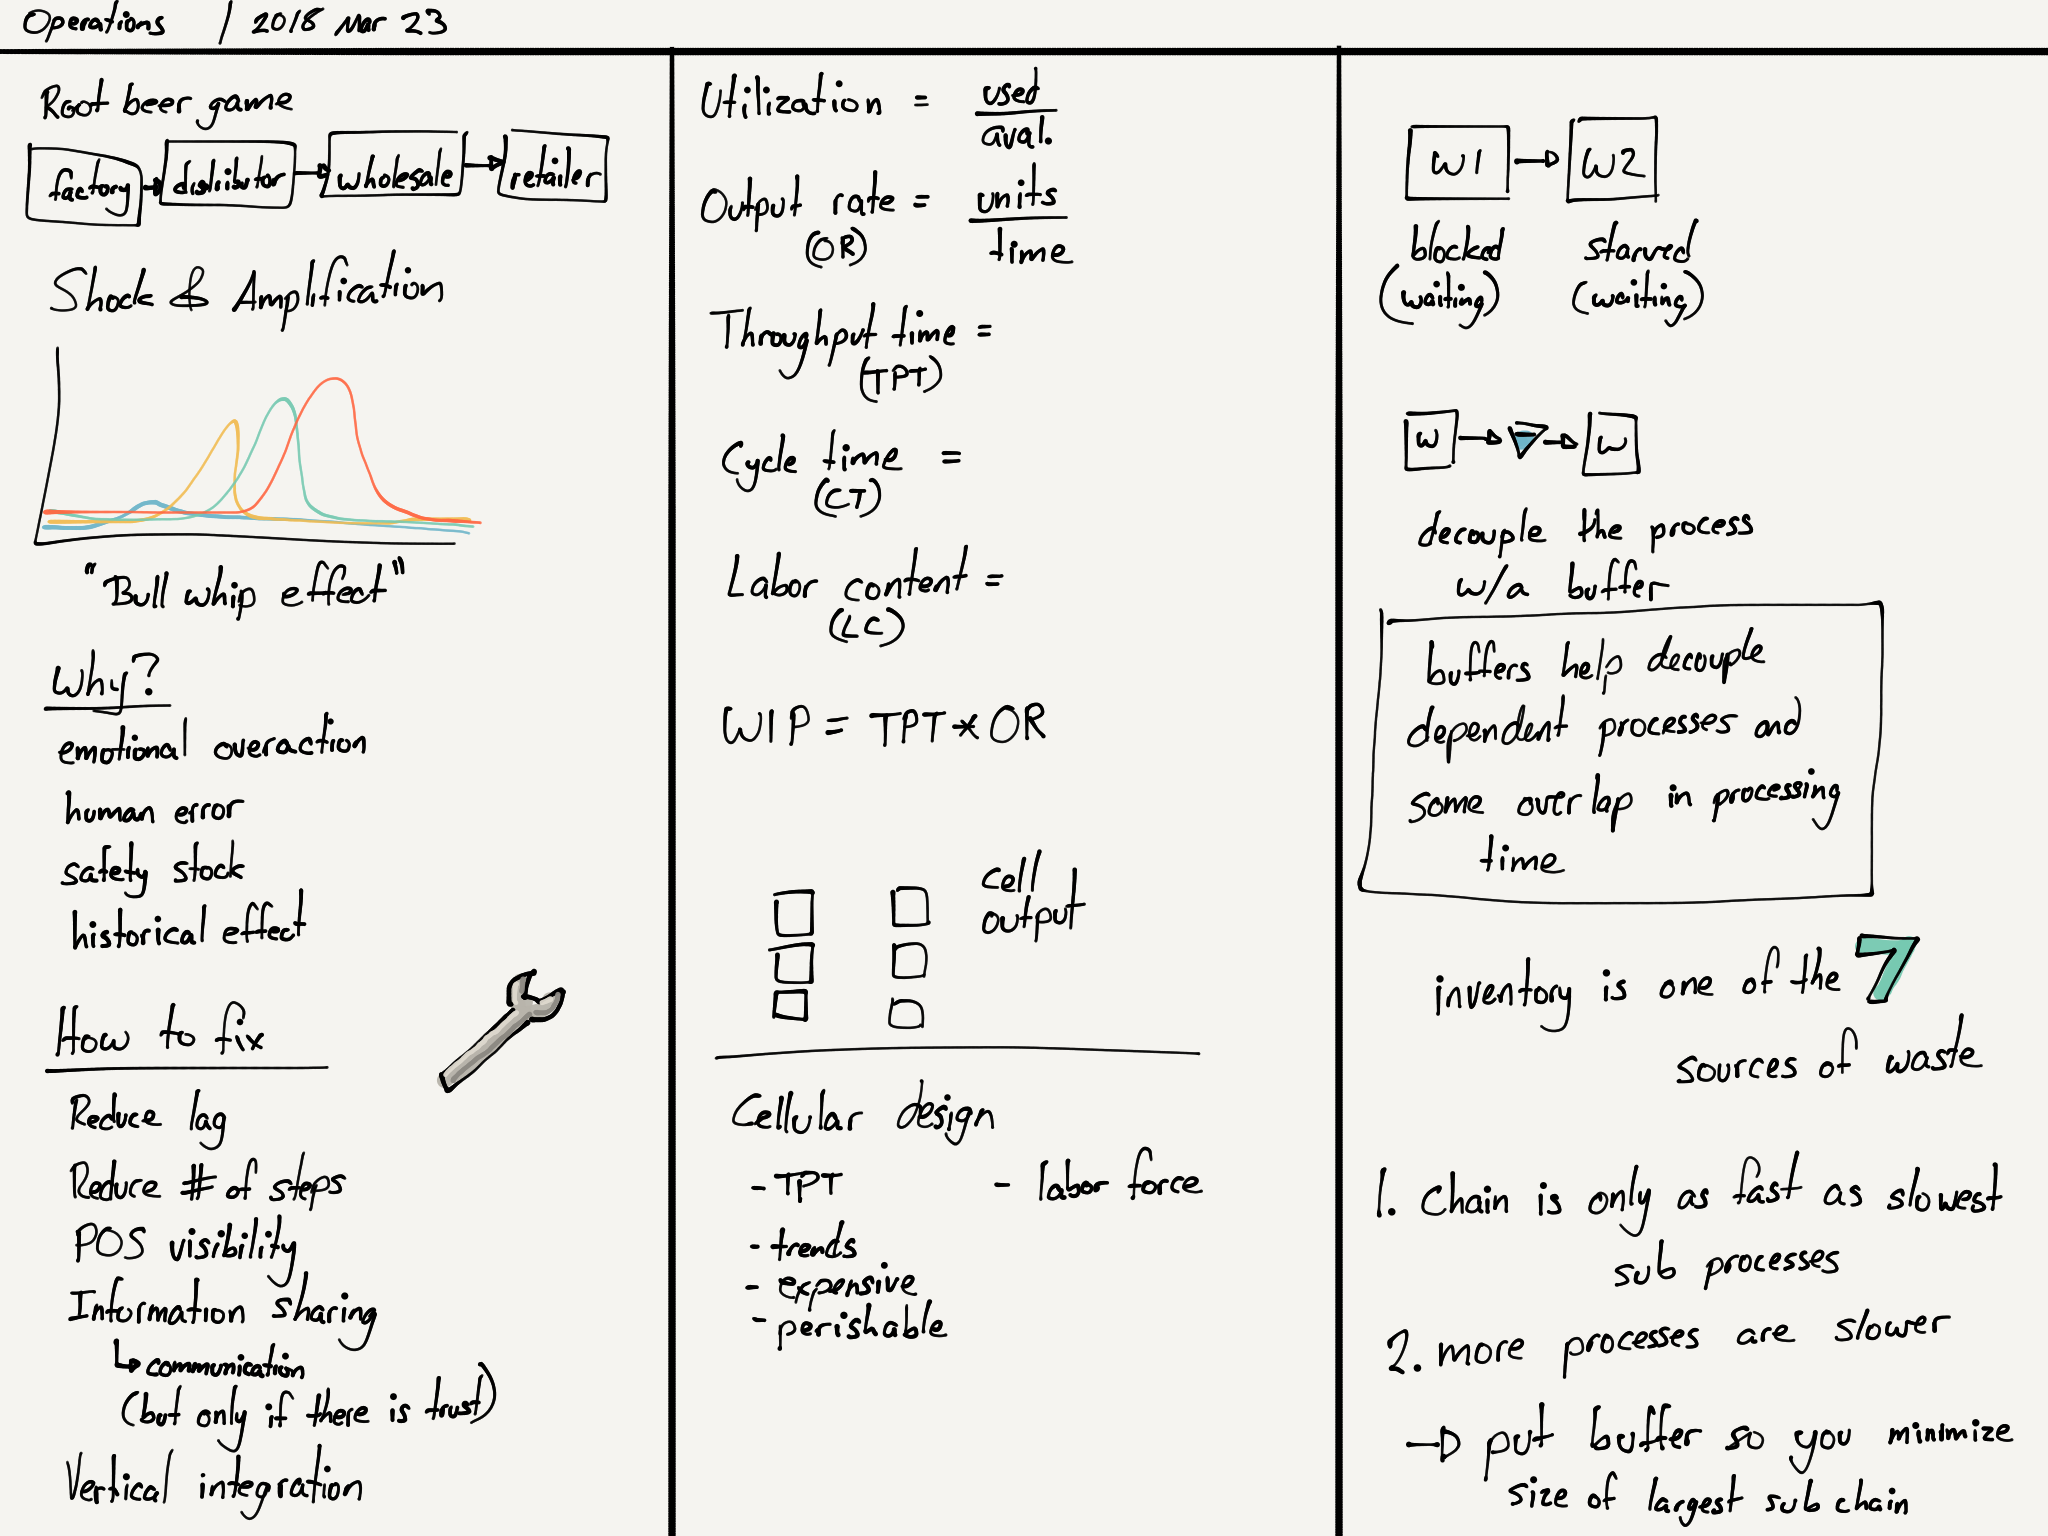 Operations / 2018 Mar 23
Root beer game
factory distributor wholesale retailer
Shock & Amplification
"Bull whip effect"
Why?
emotional overaction
human error
safety stock
historical effect
How to fix
Reduce lag
Reduce # of steps
POS visibility
Information sharing
communication
(but only if there is trust)
Vertical integration
Utilization = used
aval.
Output rate = units
(OR) time
Throughput time =
(TPT)
Cycle time =
(CT)
Labor content =
(LC)
WIP = TPT * OR
cell
output
Cellular design
- TPT - labor force
- trends
- expensive
- perishable
W1 W2
blocked starved
(waiting) (waiting)
W W
decouple the process
w/a buffer
buffers help decouple
dependent processes and
some overlap in processing
time
inventory is one of the 7
sources of waste
1. Chain is only as fast as slowest
sub processes
2. more processes are slower
put buffer so you minimize
size of largest sub chain